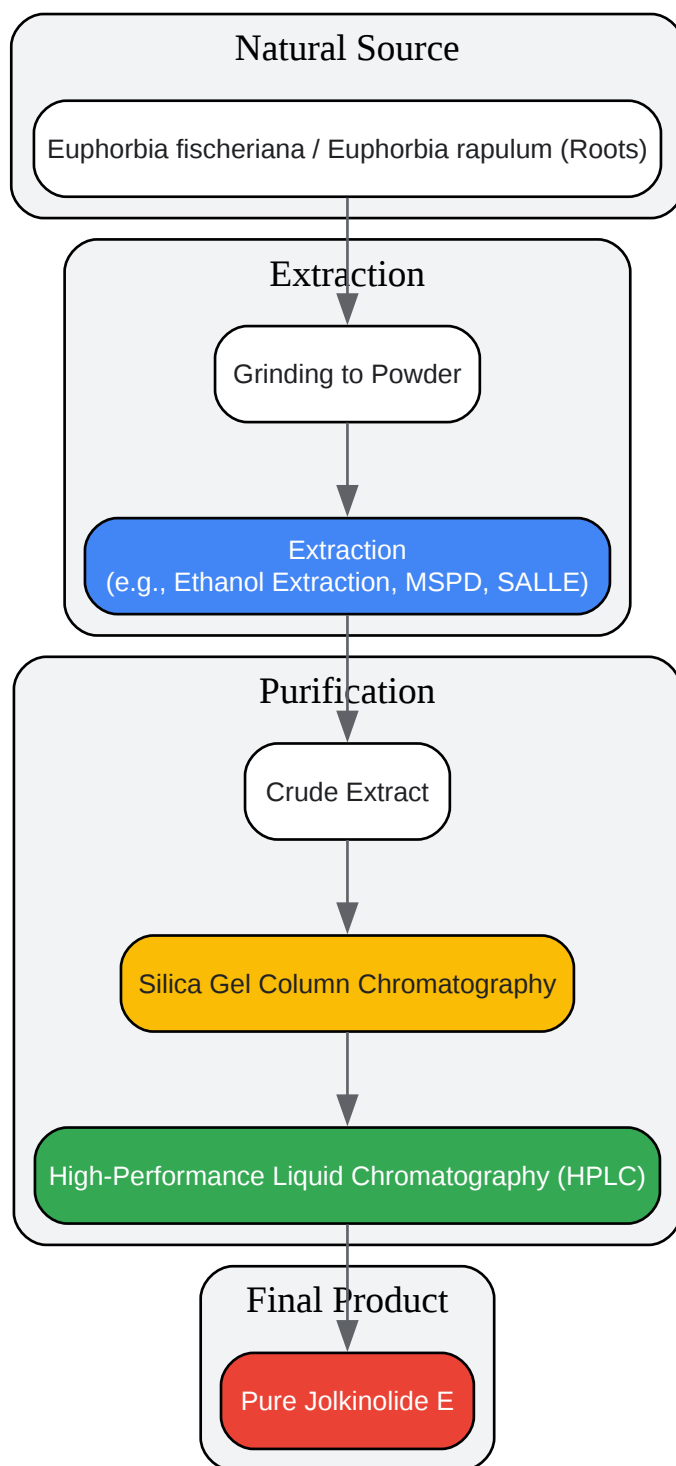 Natural Source
Euphorbia fischeriana / Euphorbia rapulum (Roots)
Extraction
Grinding to Powder
Extraction
(e.g., Ethanol Extraction, MSPD, SALLE)
Purification
Crude Extract
Silica Gel Column Chromatography
High-Performance Liquid Chromatography (HPLC)
Final Product
Pure Jolkinolide E